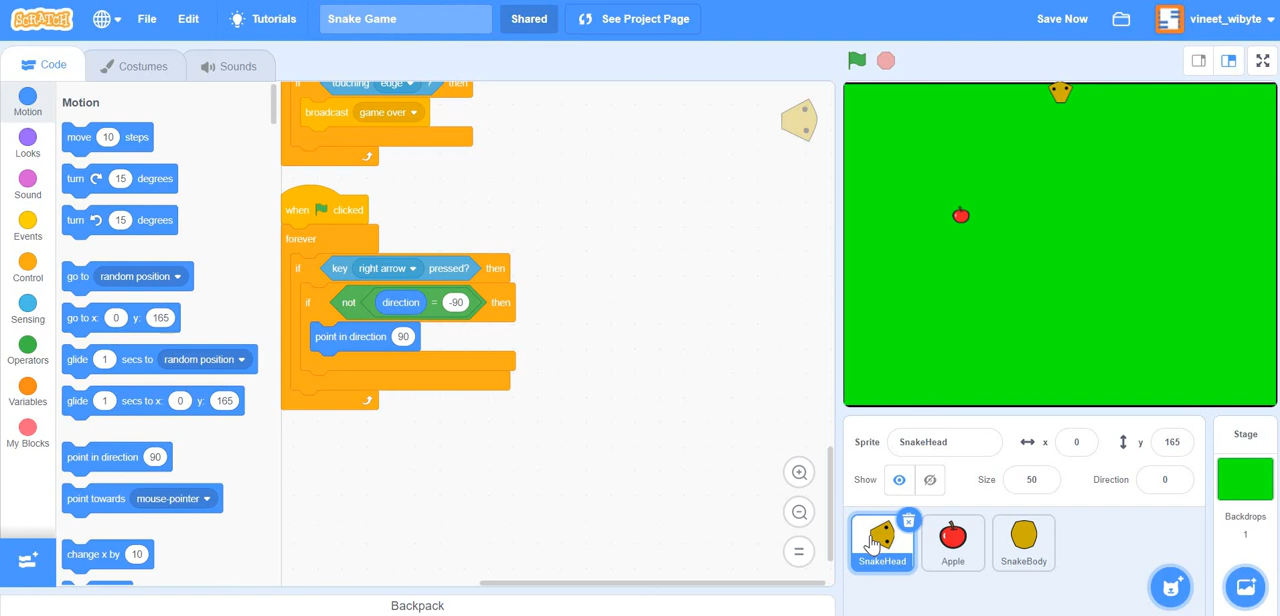 SCRATCH File Edit Tutorials Snake Game Shared See Project Page Save Now vineet_wibyte
Code Costumes Sounds
Motion
Looks
Sound
Events
Control
Sensing
Operators
Variables
My Blocks
Motion
move 10 steps
turn 15 degrees
turn 15 degrees
go to random position
go to x: 0 y: 165
glide 1 secs to random position
glide 1 secs to x: 0 y: 165
point in direction 90
point towards mouse-pointer
change x by 10
if touching edge ? then
broadcast game over
when clicked
forever
if key right arrow pressed? then
if not direction = -90 then
point in direction 90
Backpack
Sprite SnakeHead x 0 y 165
Show Size 50 Direction 0
SnakeHead Apple SnakeBody
Stage
Backdrops
1